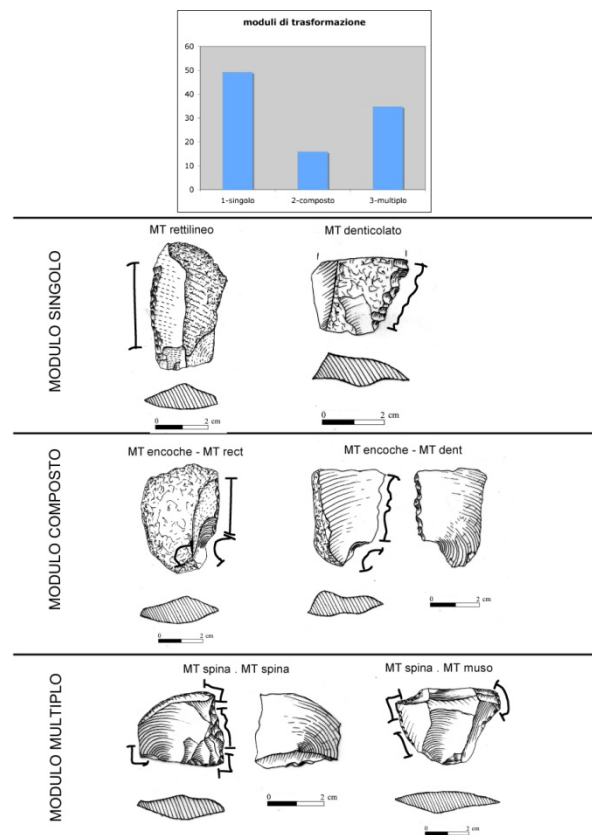 moduli di trasformazione
60
50
40
30
20
10
0
1-singolo 2-composto 3-multiplo
MODULO SINGOLO
MT rettilineo MT denticolato
0 2 cm
0 2 cm
MODULO COMPOSTO
MT encoche - MT rect MT encoche - MT dent
0 2 cm
0 2 cm
MODULO MULTIPLO
MT spina . MT spina MT spina . MT muso
0 2 cm
0 2 cm